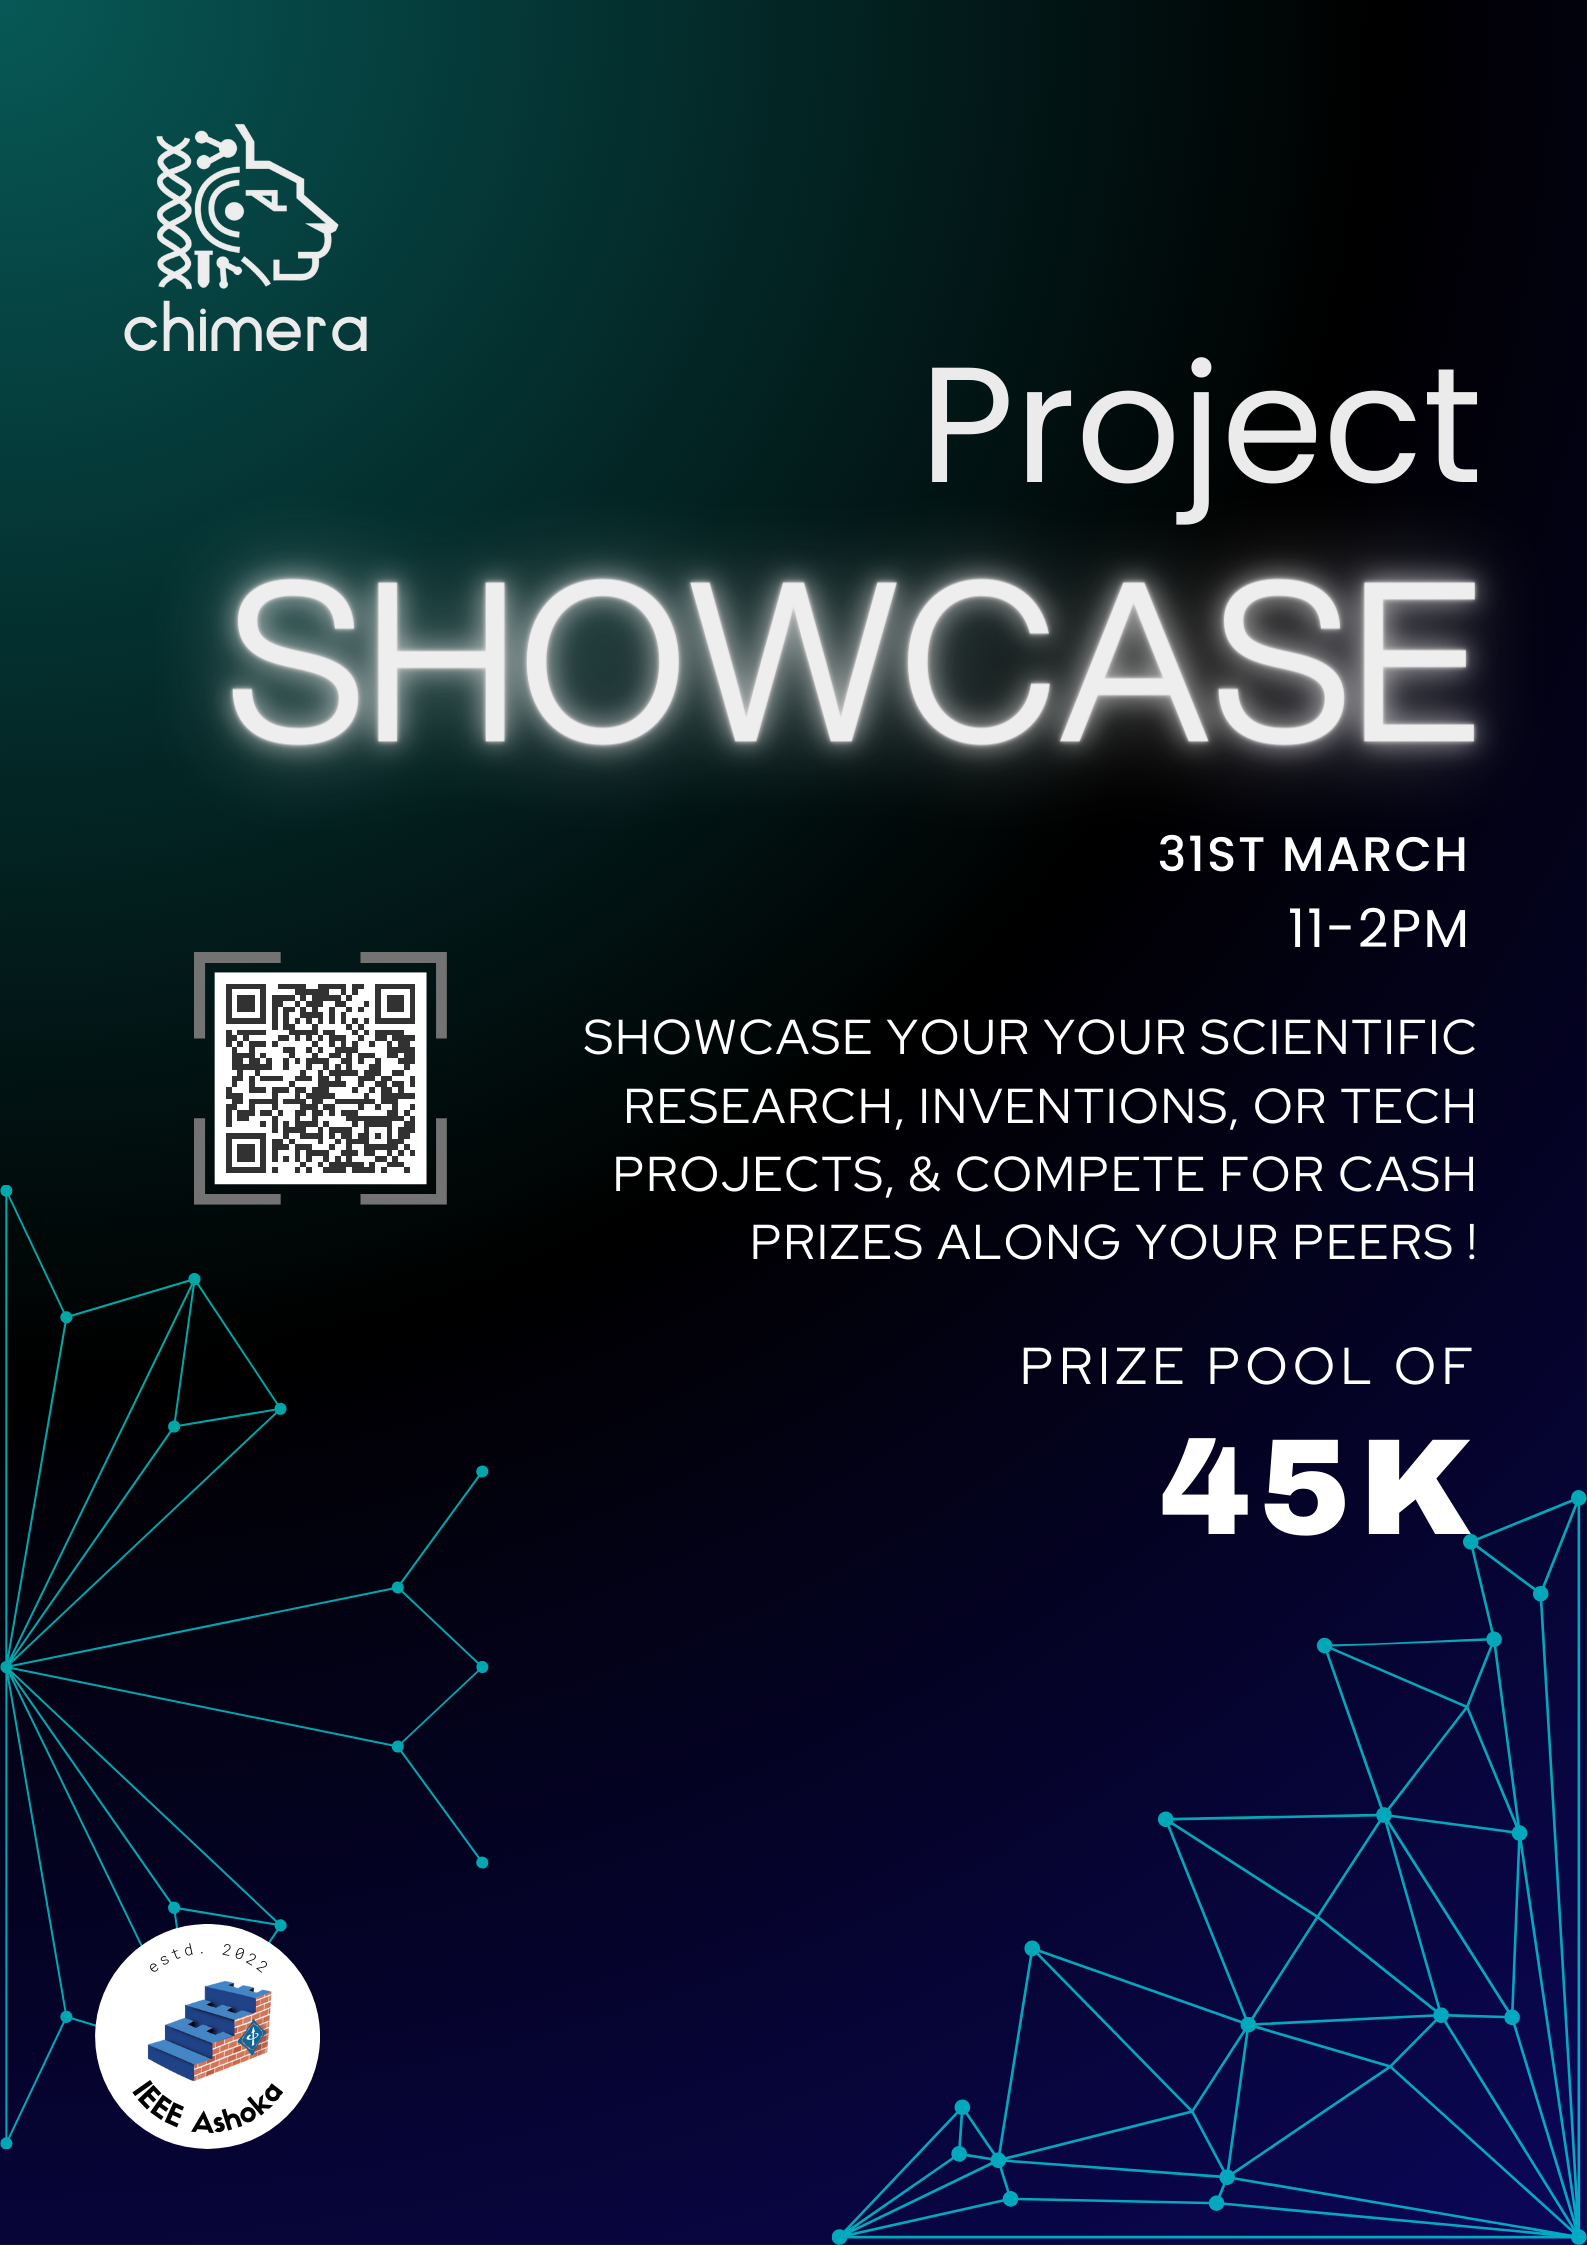 chimera
Project
SHOWCASE
31ST MARCH
11-2PM
SHOWCASE YOUR YOUR SCIENTIFIC
RESEARCH, INVENTIONS, OR TECH
PROJECTS, & COMPETE FOR CASH
PRIZES ALONG YOUR PEERS !
PRIZE POOL OF
45K
estd. 2022
IEEE Ashoka